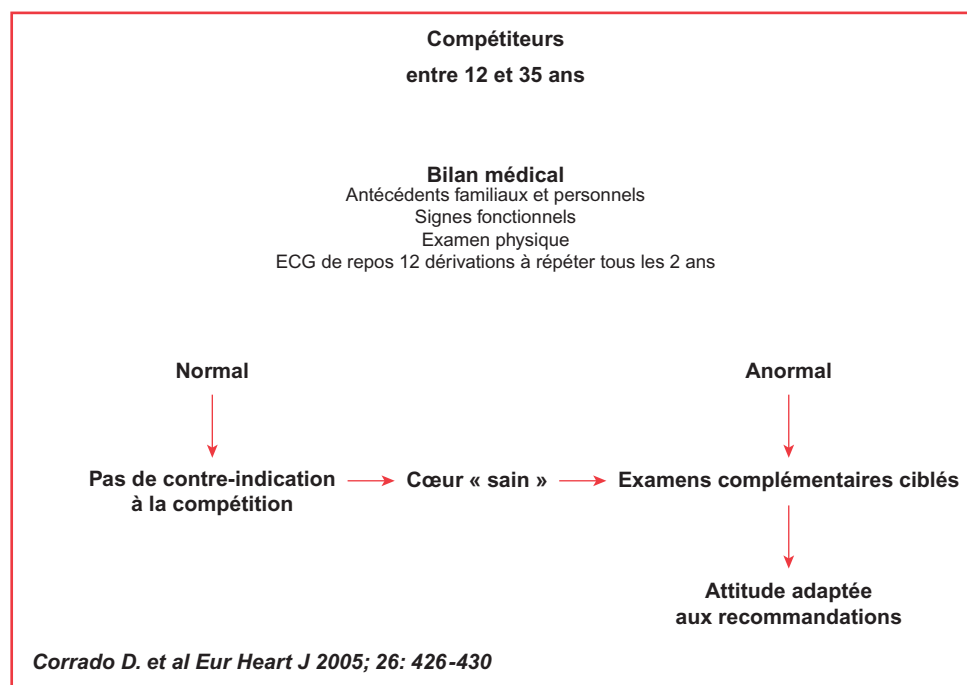 Compétiteurs
entre 12 et 35 ans
Bilan médical
Antécédents familiaux et personnels
Signes fonctionnels
Examen physique
ECG de repos 12 dérivations à répéter tous les 2 ans
Normal
Anormal
Pas de contre-indication
à la compétition
Cœur « sain »
Examens complémentaires ciblés
Attitude adaptée
aux recommandations
Corrado D. et al Eur Heart J 2005; 26: 426-430